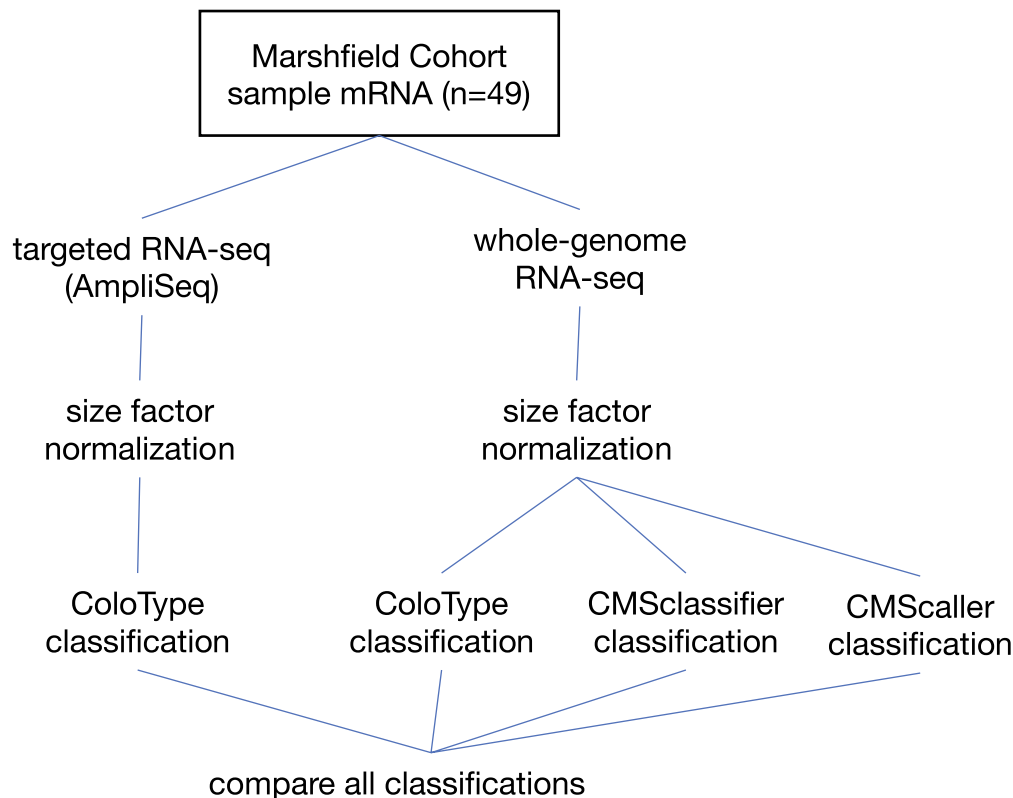 Marshfield Cohort
sample mRNA (n=49)
targeted RNA-seq
(AmpliSeq)
whole-genome
RNA-seq
size factor
normalization
size factor
normalization
ColoType
classification
ColoType
classification
CMSclassifier
classification
CMScaller
classification
compare all classifications